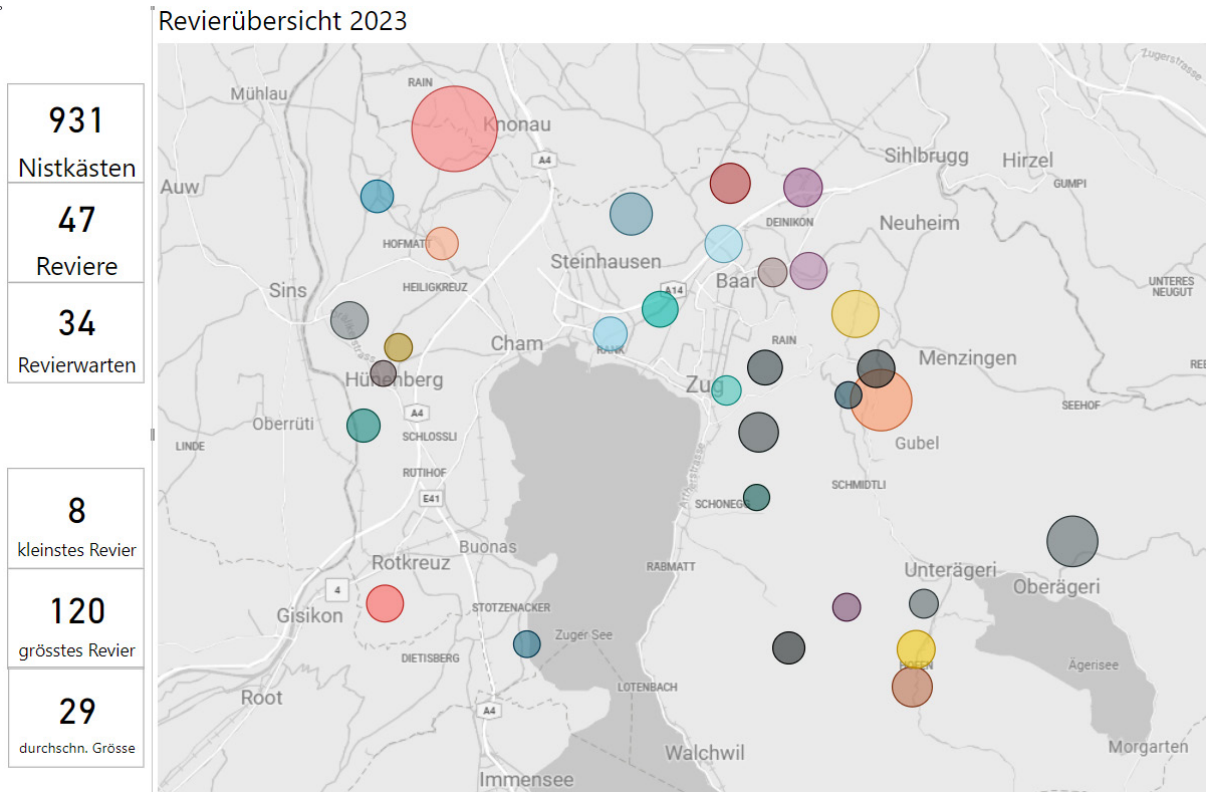 Revierübersicht 2023
931
Nistkästen
47
Reviere
34
Revierwarten
8
kleinstes Revier
120
grösstes Revier
29
durchschn. Grösse
Zugerstrasse
RAIN
Mühlau
Knonau
A4
Sihlbrugg
Hirzel
Auw
GUMPI
DEINIKON
Neuheim
HOFMATT
Steinhausen
Baar
UNTERES
NEUGUT
Sins
HEILIGKREUZ
A14
Cham
RANK
RAIN
Menzingen
Hünenberg
Zug
SEEHOF
A4
Oberrüti
SCHLOSSLI
LINDE
Gubel
RUTIHOF
SCHMIDTLI
E41
SCHONEGG
Buonas
Rotkreuz
RABMATT
Unterägeri
Oberägeri
4
Gisikon
STOTZENACKER
Zuger See
DIETISBERG
HOFEN
Ägerisee
LOTENBACH
Root
A4
Walchwil
Morgarten
Immensee